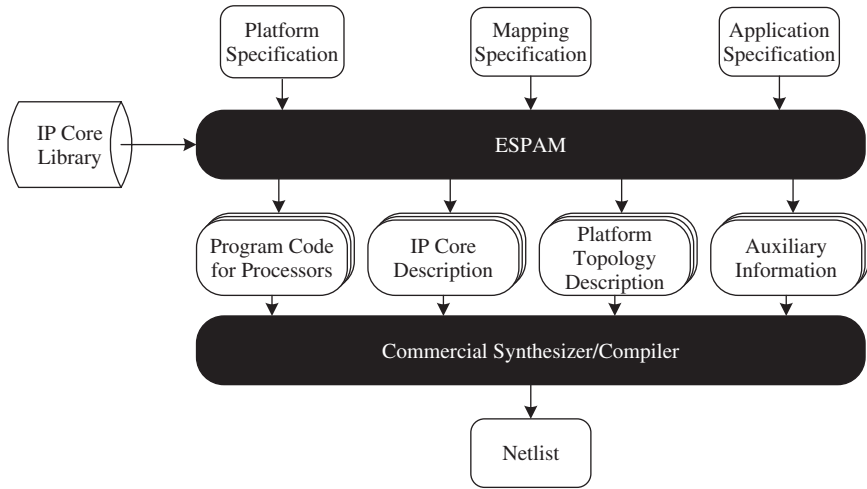 Platform
Specification
Mapping
Specification
Application
Specification
IP Core
Library
ESPAM
Program Code
for Processors
IP Core
Description
Platform
Topology
Description
Auxiliary
Information
Commercial Synthesizer/Compiler
Netlist